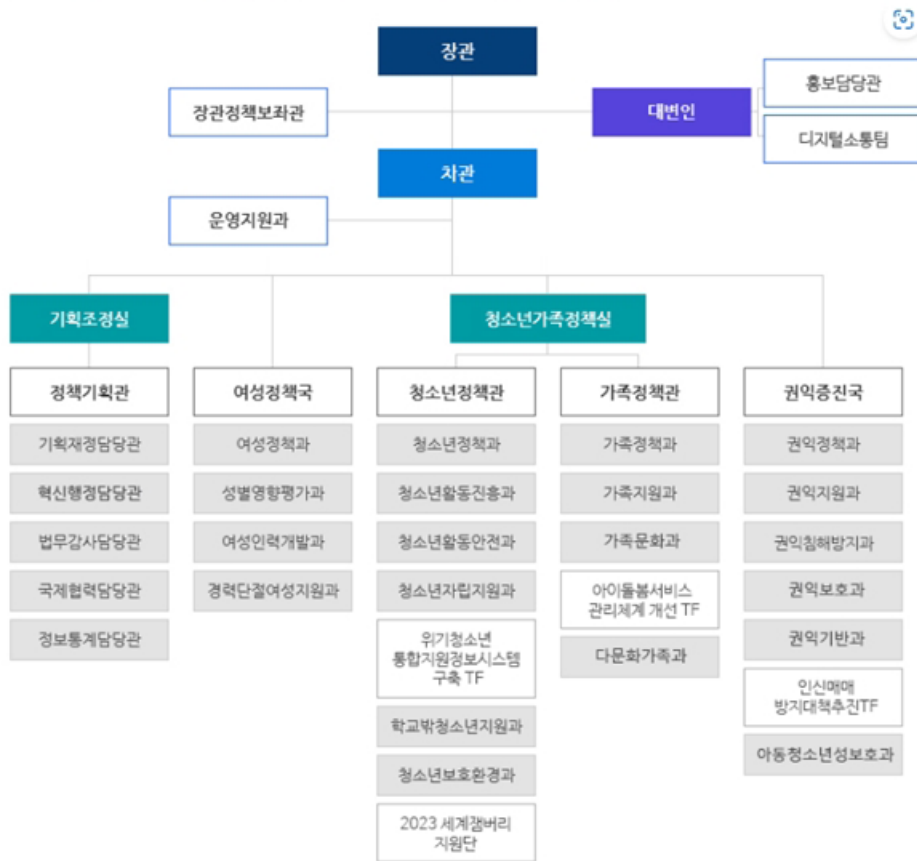 장관
장관정책보좌관
대변인
홍보담당관
디지털소통팀
차관
운영지원과
기획조정실
청소년가족정책실
정책기획관
여성정책국
청소년정책관
가족정책관
권익증진국
기획재정담당관
혁신행정담당관
법무감사담당관
국제협력담당관
정보통계담당관
여성정책과
성별영향평가과
여성인력개발과
경력단절여성지원과
청소년정책과
청소년활동진흥과
청소년활동안전과
청소년자립지원과
위기청소년
통합지원정보시스템
구축 TF
학교밖청소년지원과
청소년보호환경과
2023 세계잼버리
지원단
가족정책과
가족지원과
가족문화과
아이돌봄서비스
관리체계 개선 TF
다문화가족과
권익정책과
권익지원과
권익침해방지과
권익보호과
권익기반과
인신매매
방지대책추진TF
아동청소년성보호과